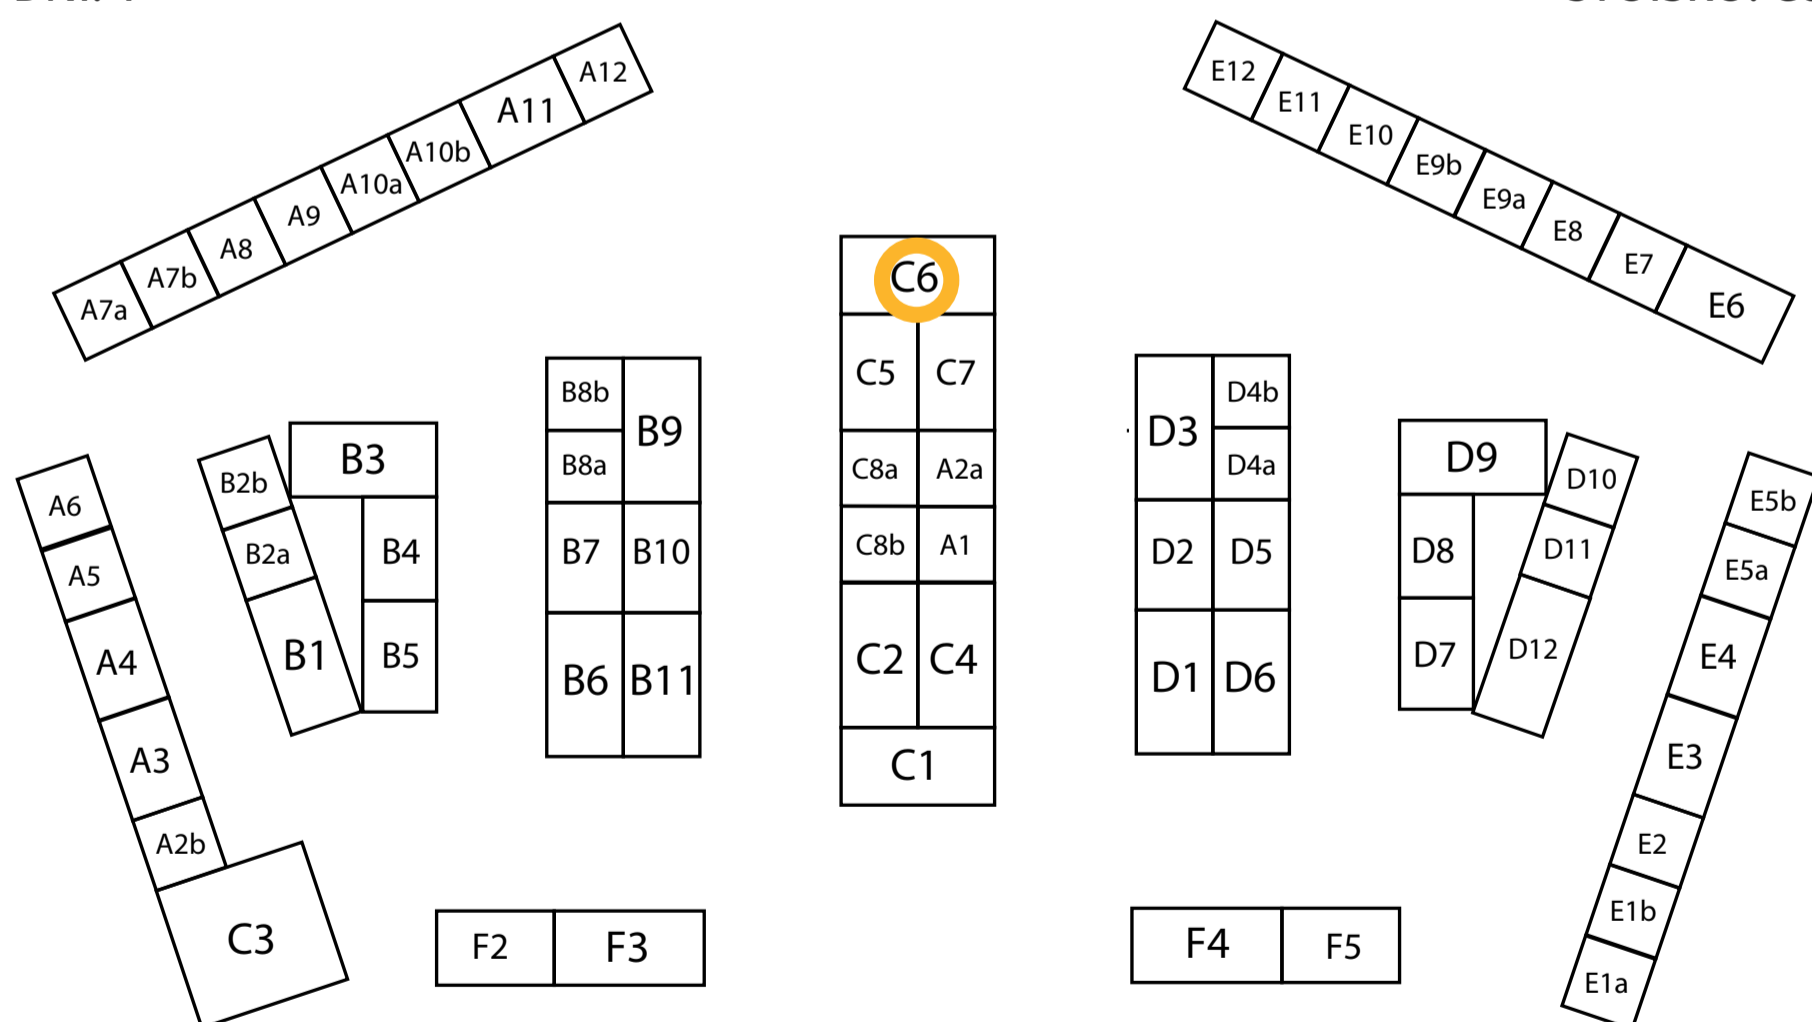 A12
A11
A10b
A10a
A9
A8
A7b
A7a
E12
E11
E10
E9b
E9a
E8
E7
E6
C6
C5 C7
C8a A2a
C8b A1
C2 C4
C1
B8b
B9
B8a
B7 B10
B6 B11
D4b
D3
D4a
D2 D5
D1 D6
B3
B2b
B2a
B4
B1
B5
D9
D10
D11
D8
D7
D12
A6
A5
A4
A3
A2b
C3
E5b
E5a
E4
E3
E2
E1b
E1a
F2 F3
F4 F5